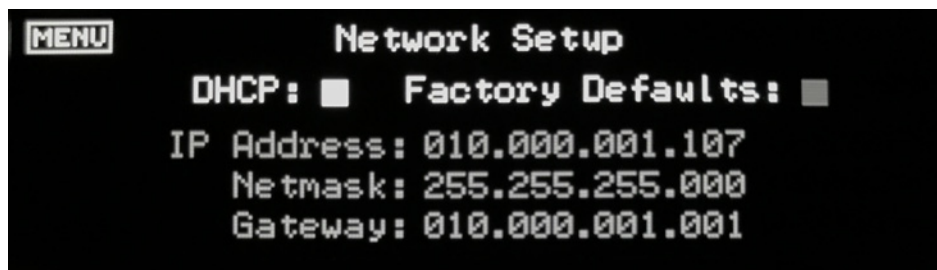 MENU Network Setup
DHCP: Factory Defaults:
IP Address: 010.000.001.107
Netmask: 255.255.255.000
Gateway: 010.000.001.001